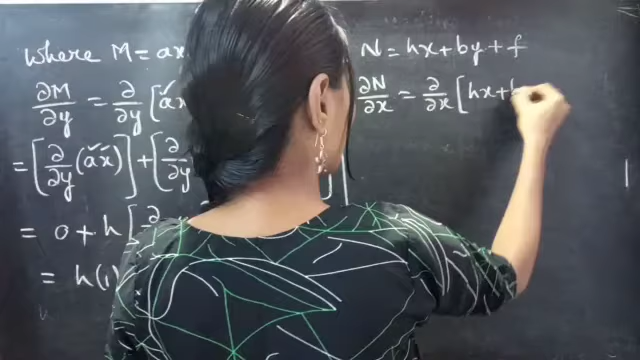 where M = ax N = hx + by + f
∂M/∂y = ∂/∂y [ax ∂N/∂x = ∂/∂x [hx +
= [∂/∂y (ax)] + [∂/
= 0 + h [∂
= h(1)